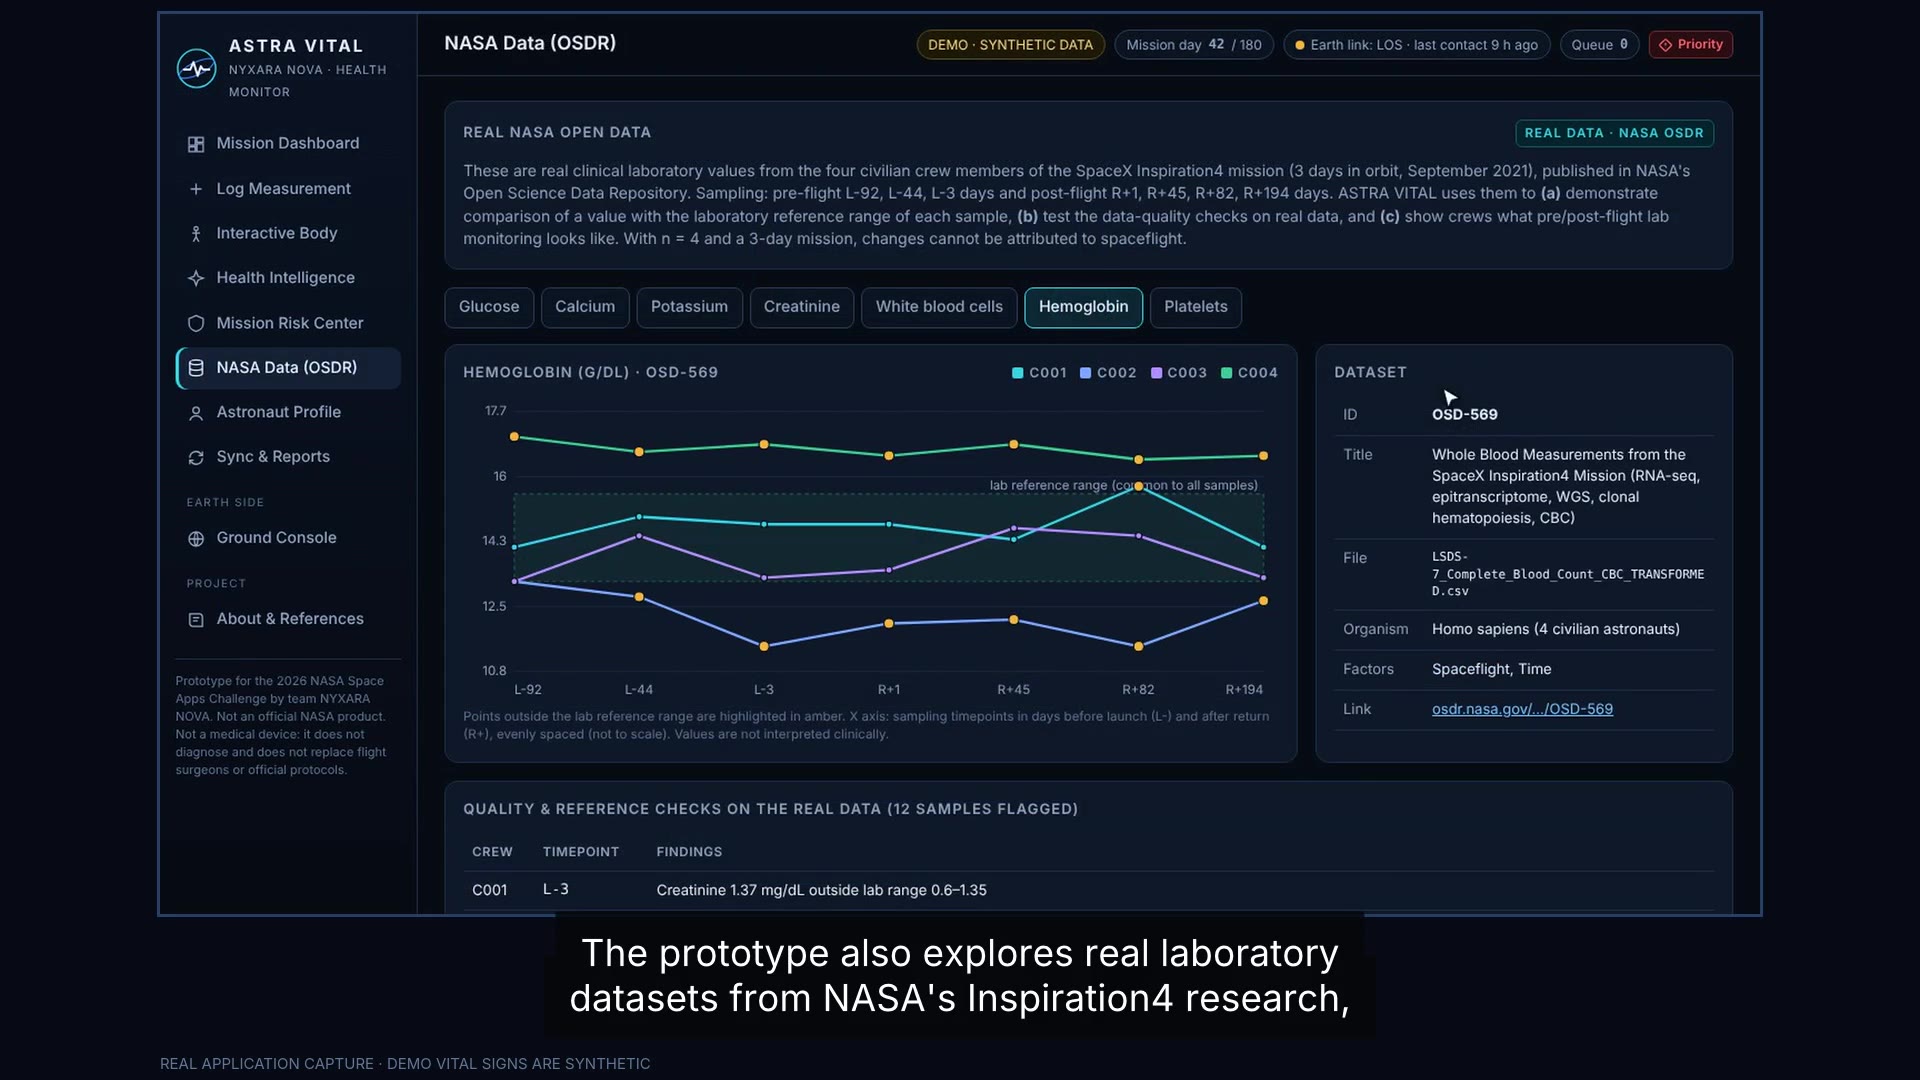 ASTRA VITAL
NYXARA NOVA · HEALTH
MONITOR
Mission Dashboard
Log Measurement
Interactive Body
Health Intelligence
Mission Risk Center
NASA Data (OSDR)
Astronaut Profile
Sync & Reports
EARTH SIDE
Ground Console
PROJECT
About & References
Prototype for the 2026 NASA Space
Apps Challenge by team NYXARA
NOVA. Not an official NASA product.
Not a medical device: it does not
diagnose and does not replace flight
surgeons or official protocols.
NASA Data (OSDR)
DEMO · SYNTHETIC DATA
Mission day 42 / 180
Earth link: LOS · last contact 9 h ago
Queue 0
Priority
REAL NASA OPEN DATA
REAL DATA · NASA OSDR
These are real clinical laboratory values from the four civilian crew members of the SpaceX Inspiration4 mission (3 days in orbit, September 2021), published in NASA's
Open Science Data Repository. Sampling: pre-flight L-92, L-44, L-3 days and post-flight R+1, R+45, R+82, R+194 days. ASTRA VITAL uses them to (a) demonstrate
comparison of a value with the laboratory reference range of each sample, (b) test the data-quality checks on real data, and (c) show crews what pre/post-flight lab
monitoring looks like. With n = 4 and a 3-day mission, changes cannot be attributed to spaceflight.
Glucose
Calcium
Potassium
Creatinine
White blood cells
Hemoglobin
Platelets
HEMOGLOBIN (G/DL) · OSD-569
C001
C002
C003
C004
17.7
16
14.3
12.5
10.8
lab reference range (common to all samples)
L-92
L-44
L-3
R+1
R+45
R+82
R+194
Points outside the lab reference range are highlighted in amber. X axis: sampling timepoints in days before launch (L-) and after return
(R+), evenly spaced (not to scale). Values are not interpreted clinically.
DATASET
ID OSD-569
Title Whole Blood Measurements from the
SpaceX Inspiration4 Mission (RNA-seq,
epitranscriptome, WGS, clonal
hematopoiesis, CBC)
File LSDS-
7_Complete_Blood_Count_CBC_TRANSFORME
D.csv
Organism Homo sapiens (4 civilian astronauts)
Factors Spaceflight, Time
Link osdr.nasa.gov/.../OSD-569
QUALITY & REFERENCE CHECKS ON THE REAL DATA (12 SAMPLES FLAGGED)
CREW TIMEPOINT FINDINGS
C001 L-3 Creatinine 1.37 mg/dL outside lab range 0.6–1.35
The prototype also explores real laboratory
datasets from NASA's Inspiration4 research,
REAL APPLICATION CAPTURE · DEMO VITAL SIGNS ARE SYNTHETIC